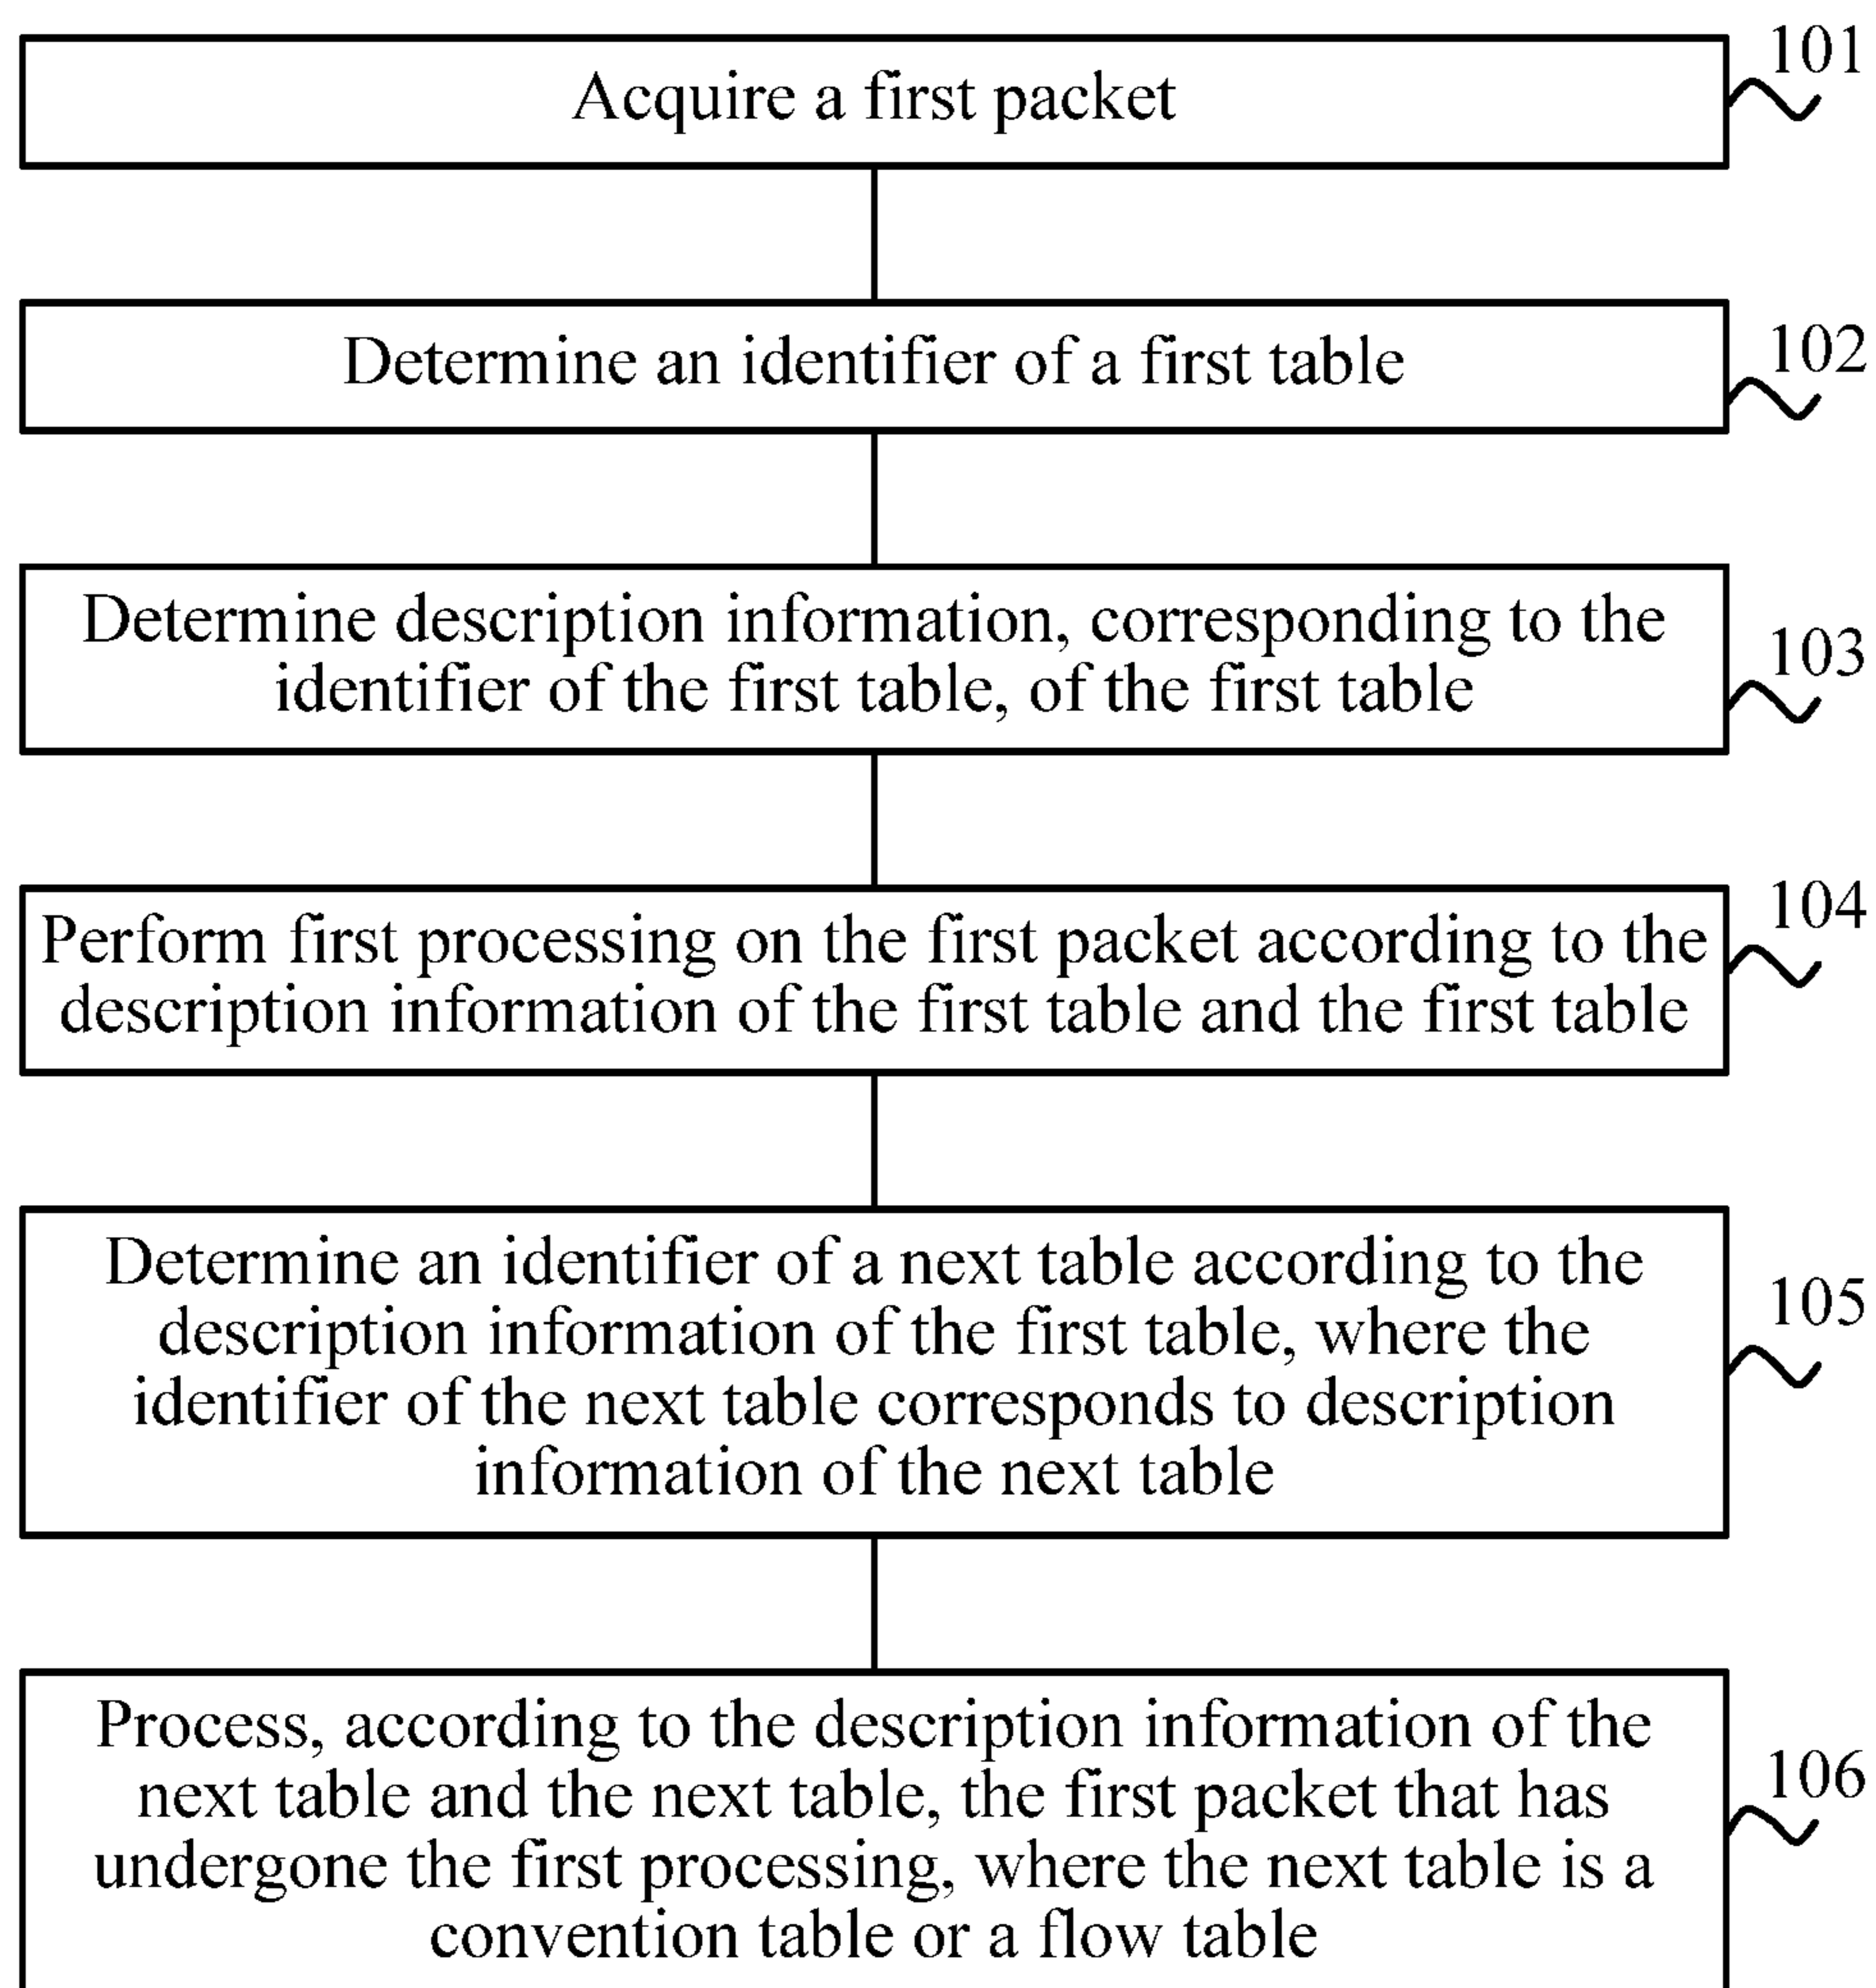 Acquire a first packet
101
Determine an identifier of a first table
102
Determine description information, corresponding to the
identifier of the first table, of the first table
103
Perform first processing on the first packet according to the
description information of the first table and the first table
104
Determine an identifier of a next table according to the
description information of the first table, where the
identifier of the next table corresponds to description
information of the next table
105
Process, according to the description information of the
next table and the next table, the first packet that has
undergone the first processing, where the next table is a
convention table or a flow table
106